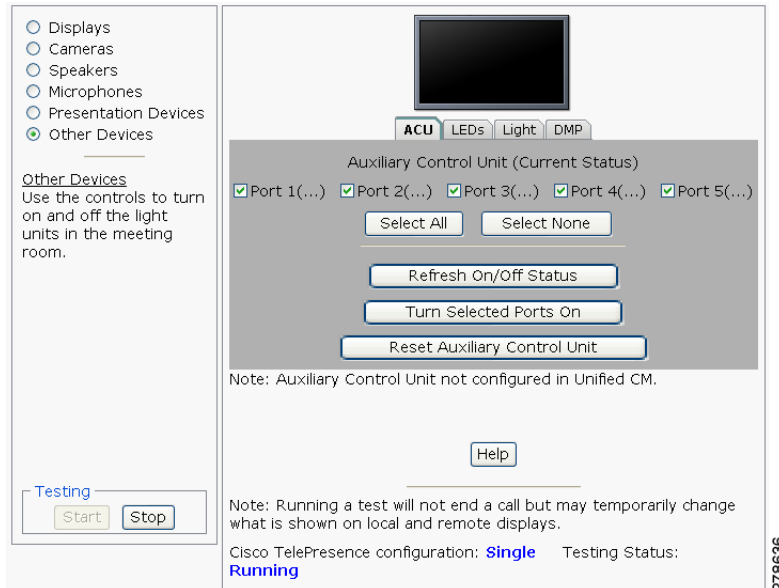 Displays
Cameras
Speakers
Microphones
Presentation Devices
Other Devices
Other Devices
Use the controls to turn
on and off the light
units in the meeting
room.
Testing
Start Stop
ACU LEDs Light DMP
Auxiliary Control Unit (Current Status)
Port 1(...) Port 2(...) Port 3(...) Port 4(...) Port 5(...)
Select All Select None
Refresh On/Off Status
Turn Selected Ports On
Reset Auxiliary Control Unit
Note: Auxiliary Control Unit not configured in Unified CM.
Help
Note: Running a test will not end a call but may temporarily change
what is shown on local and remote displays.
Cisco TelePresence configuration: Single Testing Status:
Running
278636